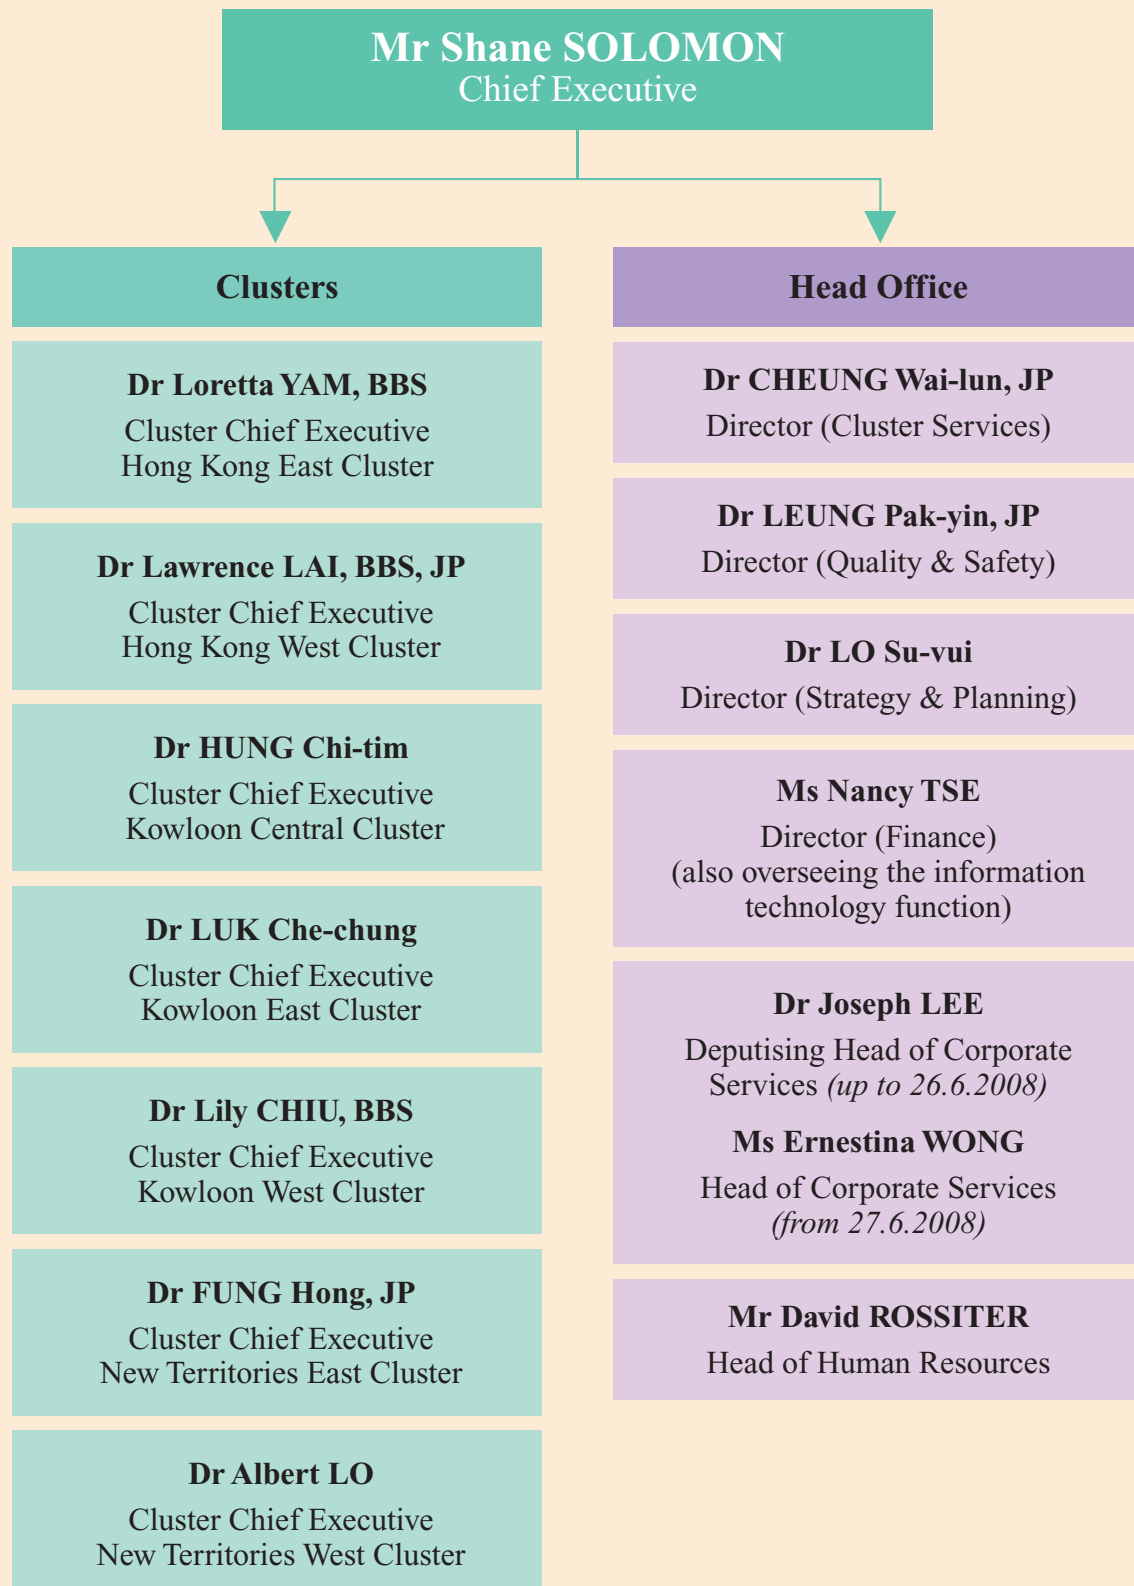 Mr Shane SOLOMON
Chief Executive
Clusters
Dr Loretta YAM, BBS
Cluster Chief Executive
Hong Kong East Cluster
Dr Lawrence LAI, BBS, JP
Cluster Chief Executive
Hong Kong West Cluster
Dr HUNG Chi-tim
Cluster Chief Executive
Kowloon Central Cluster
Dr LUK Che-chung
Cluster Chief Executive
Kowloon East Cluster
Dr Lily CHIU, BBS
Cluster Chief Executive
Kowloon West Cluster
Dr FUNG Hong, JP
Cluster Chief Executive
New Territories East Cluster
Dr Albert LO
Cluster Chief Executive
New Territories West Cluster
Head Office
Dr CHEUNG Wai-lun, JP
Director (Cluster Services)
Dr LEUNG Pak-yin, JP
Director (Quality & Safety)
Dr LO Su-vui
Director (Strategy & Planning)
Ms Nancy TSE
Director (Finance)
(also overseeing the information
technology function)
Dr Joseph LEE
Deputising Head of Corporate
Services (up to 26.6.2008)
Ms Ernestina WONG
Head of Corporate Services
(from 27.6.2008)
Mr David ROSSITER
Head of Human Resources